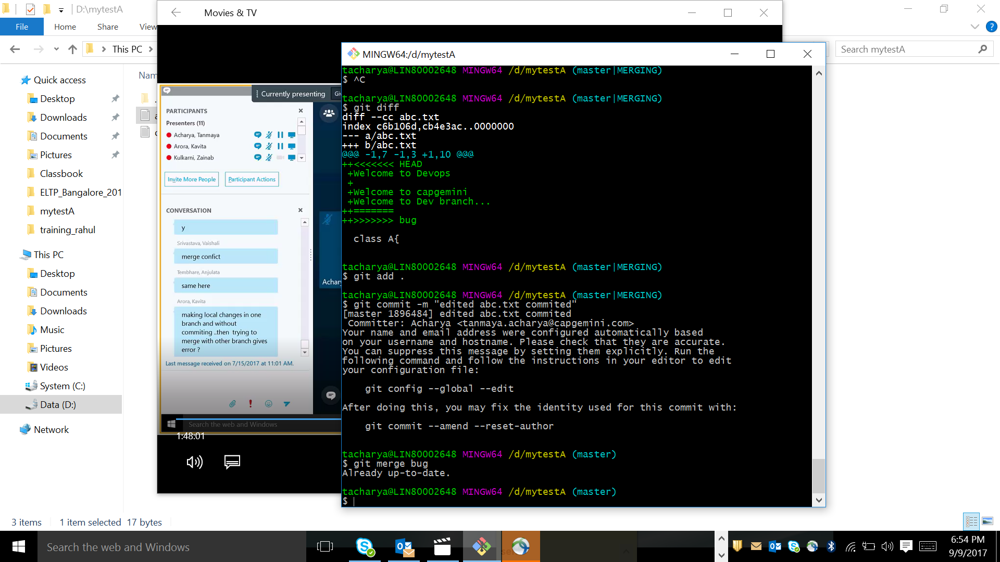 D:\mytestA
File Home Share View
This PC
Search mytestA
Quick access
Desktop
Downloads
Documents
Pictures
Classbook
ELTP_Bangalore_201
mytestA
training_rahul
This PC
Desktop
Documents
Downloads
Music
Pictures
Videos
System (C:)
Data (D:)
Network
3 items 1 item selected 17 bytes
Movies & TV
Currently presenting
PARTICIPANTS
Presenters (11)
Acharya, Tanmaya
Arora, Kavita
Kulkarni, Zainab
Invite More People Participant Actions
CONVERSATION
y
Srivastava, Vaishali
merge confict
Tembhare, Anjulata
same here
Arora, Kavita
making local changes in one
branch and without
commiting ..then trying to
merge with other branch gives
error ?
Last message received on 7/15/2017 at 11:01 AM.
Search the web and Windows
1:48:01
MINGW64:/d/mytestA
tacharya@LIN80002648 MINGW64 /d/mytestA (master|MERGING)
$ ^C
tacharya@LIN80002648 MINGW64 /d/mytestA (master|MERGING)
$ git diff
diff --cc abc.txt
index c6b106d,cb4e3ac..0000000
--- a/abc.txt
+++ b/abc.txt
@@@ -1,7 -1,3 +1,10 @@@
++<<<<<<< HEAD
 +Welcome to Devops
 +
 +Welcome to capgemini
 +Welcome to Dev branch...
++=======
++>>>>>>> bug
  class A{
tacharya@LIN80002648 MINGW64 /d/mytestA (master|MERGING)
$ git add .
tacharya@LIN80002648 MINGW64 /d/mytestA (master|MERGING)
$ git commit -m "edited abc.txt commited"
[master 1896484] edited abc.txt commited
 Committer: Acharya <tanmaya.acharya@capgemini.com>
Your name and email address were configured automatically based
on your username and hostname. Please check that they are accurate.
You can suppress this message by setting them explicitly. Run the
following command and follow the instructions in your editor to edit
your configuration file:
    git config --global --edit
After doing this, you may fix the identity used for this commit with:
    git commit --amend --reset-author
tacharya@LIN80002648 MINGW64 /d/mytestA (master)
$ git merge bug
Already up-to-date.
tacharya@LIN80002648 MINGW64 /d/mytestA (master)
$
Search the web and Windows
6:54 PM
9/9/2017